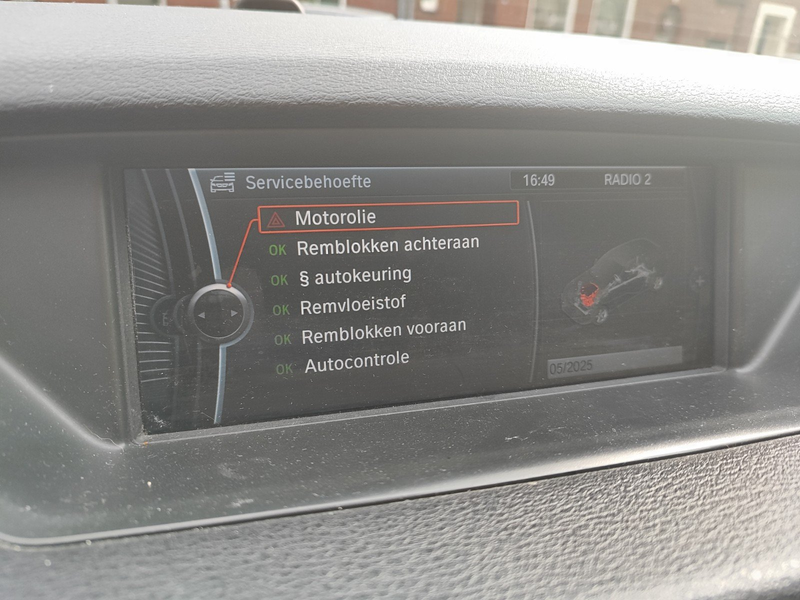 Servicebehoefte 16:49 RADIO 2
Motorolie
OK Remblokken achteraan
OK § autokeuring
OK Remvloeistof
OK Remblokken vooraan
OK Autocontrole
05/2025